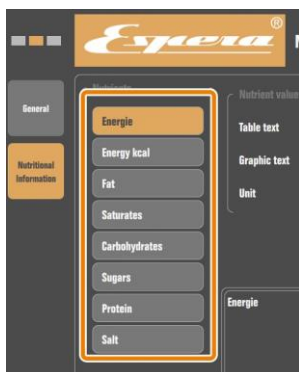 Espera®
N
General
Nutritional
Information
Nutrients
Energie
Energy kcal
Fat
Saturates
Carbohydrates
Sugars
Protein
Salt
Nutrient value
Table text
Graphic text
Unit
Energie